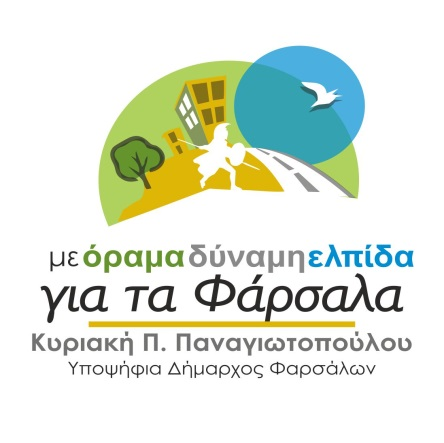 με όραμα δύναμη ελπίδα
για τα Φάρσαλα
Κυριακή Π. Παναγιωτοπούλου
Υποψήφια Δήμαρχος Φαρσάλων